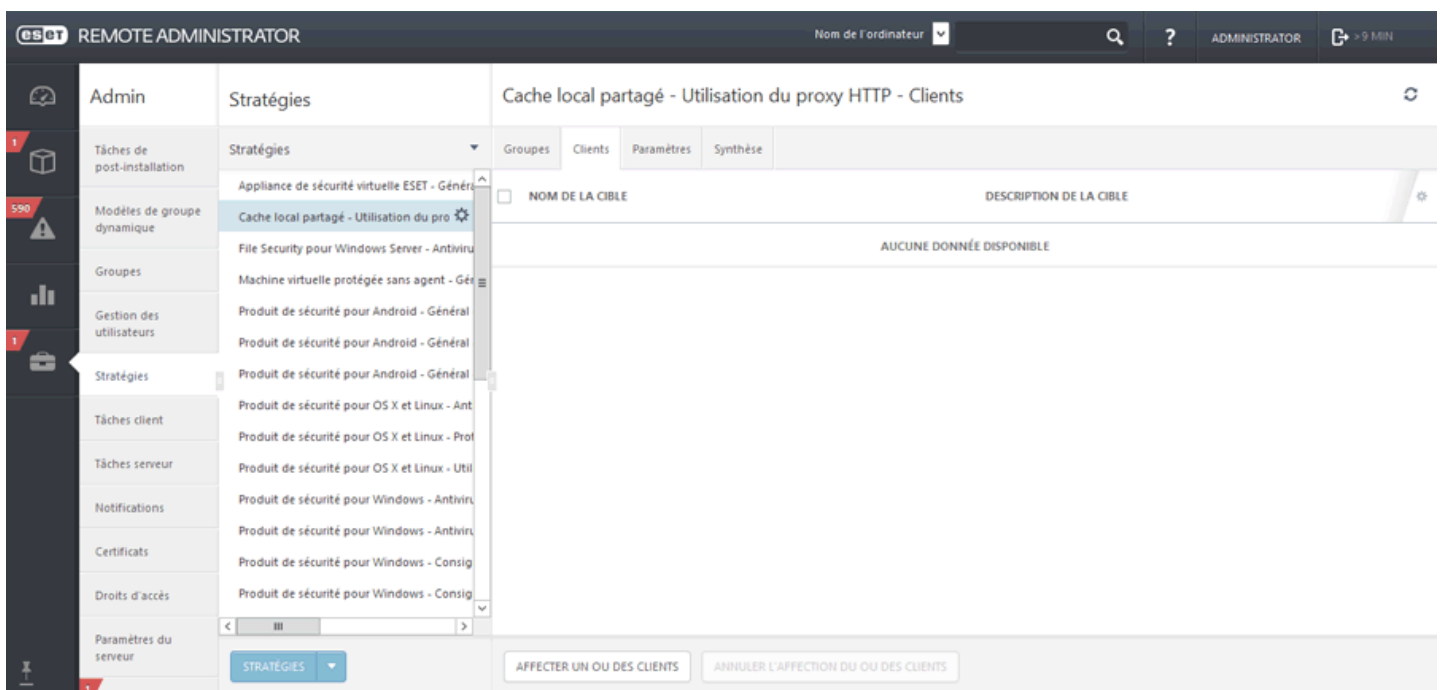 eseT REMOTE ADMINISTRATOR
Nom de l'ordinateur
?
ADMINISTRATOR
>9 MIN
1
590
1
Admin
Tâches de
post-installation
Modèles de groupe
dynamique
Groupes
Gestion des
utilisateurs
Stratégies
Tâches client
Tâches serveur
Notifications
Certificats
Droits d'accès
Paramètres du
serveur
1
Stratégies
Stratégies
Appliance de sécurité virtuelle ESET - Généra
Cache local partagé - Utilisation du pro
File Security pour Windows Server - Antiviru
Machine virtuelle protégée sans agent - Gén
Produit de sécurité pour Android - Général
Produit de sécurité pour Android - Général
Produit de sécurité pour Android - Général
Produit de sécurité pour OS X et Linux - Ant
Produit de sécurité pour OS X et Linux - Prot
Produit de sécurité pour OS X et Linux - Util
Produit de sécurité pour Windows - Antiviru
Produit de sécurité pour Windows - Antiviru
Produit de sécurité pour Windows - Consig
Produit de sécurité pour Windows - Consig
STRATÉGIES
Cache local partagé - Utilisation du proxy HTTP - Clients
Groupes Clients Paramètres Synthèse
NOM DE LA CIBLE DESCRIPTION DE LA CIBLE
AUCUNE DONNÉE DISPONIBLE
AFFECTER UN OU DES CLIENTS
ANNULER L'AFFECTION DU OU DES CLIENTS